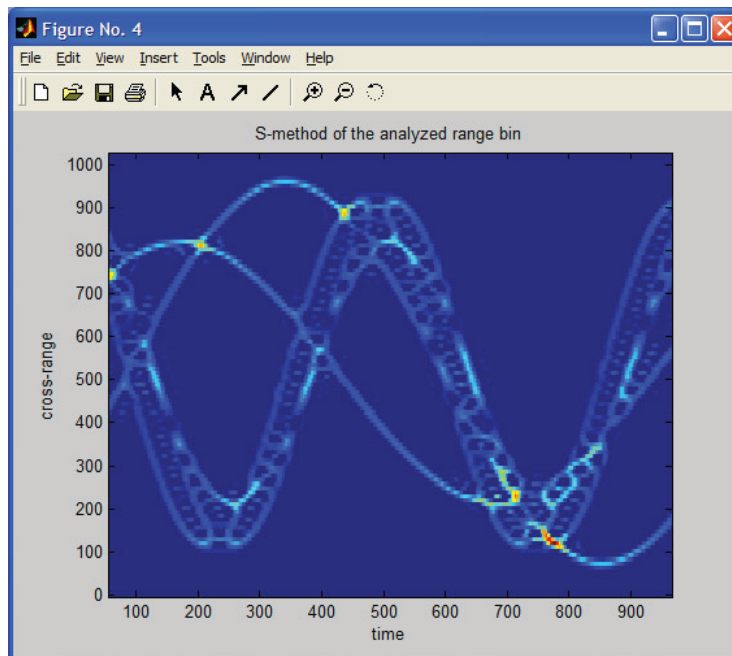 Figure No. 4
File Edit View Insert Tools Window Help
A
S-method of the analyzed range bin
1000
900
800
700
600
500
400
300
200
100
0
cross-range
100 200 300 400 500 600 700 800 900
time